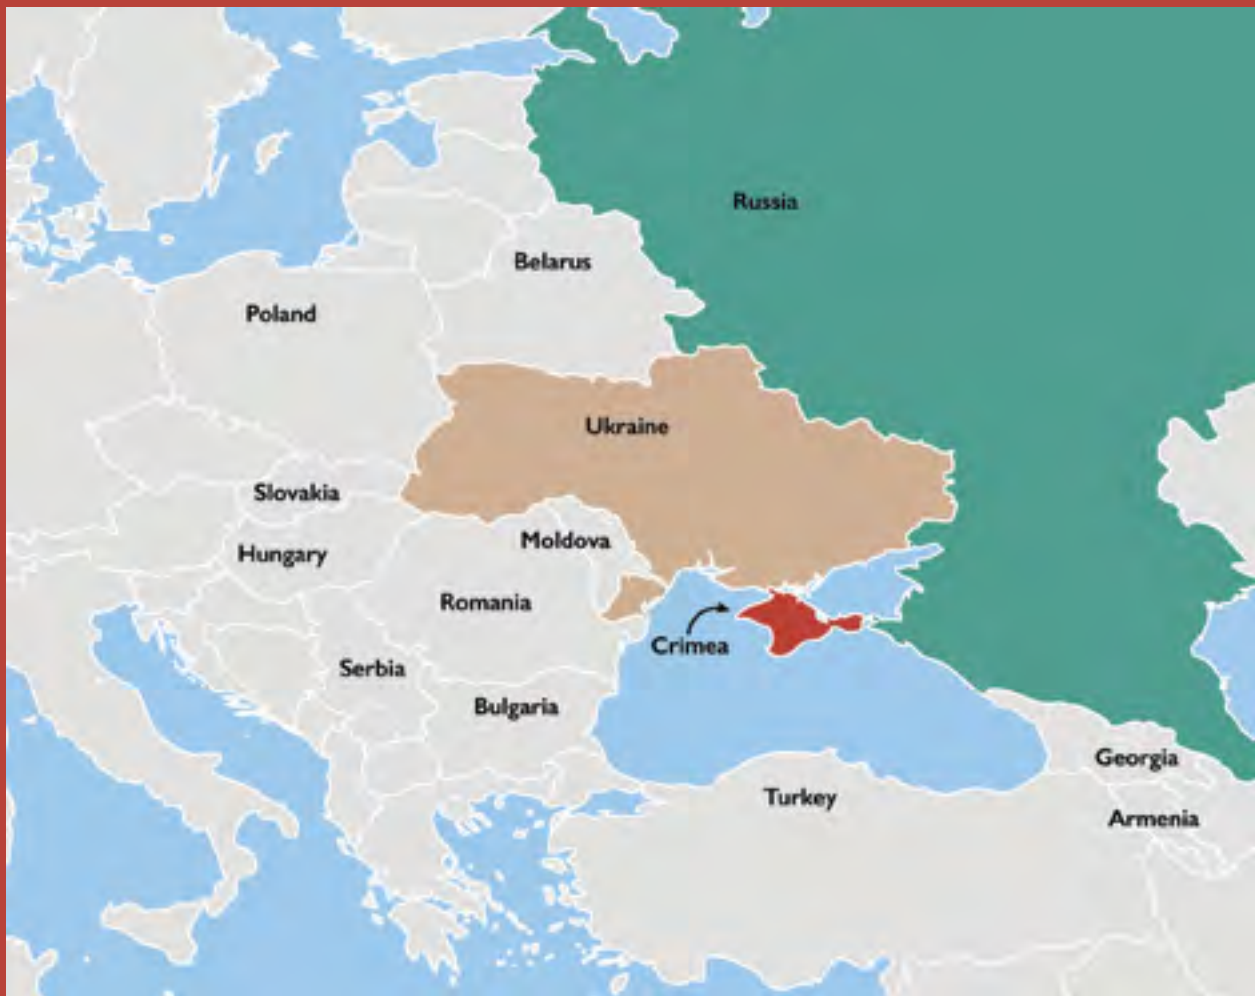 Russia
Belarus
Poland
Ukraine
Slovakia
Moldova
Hungary
Romania
Crimea
Serbia
Bulgaria
Georgia
Turkey
Armenia